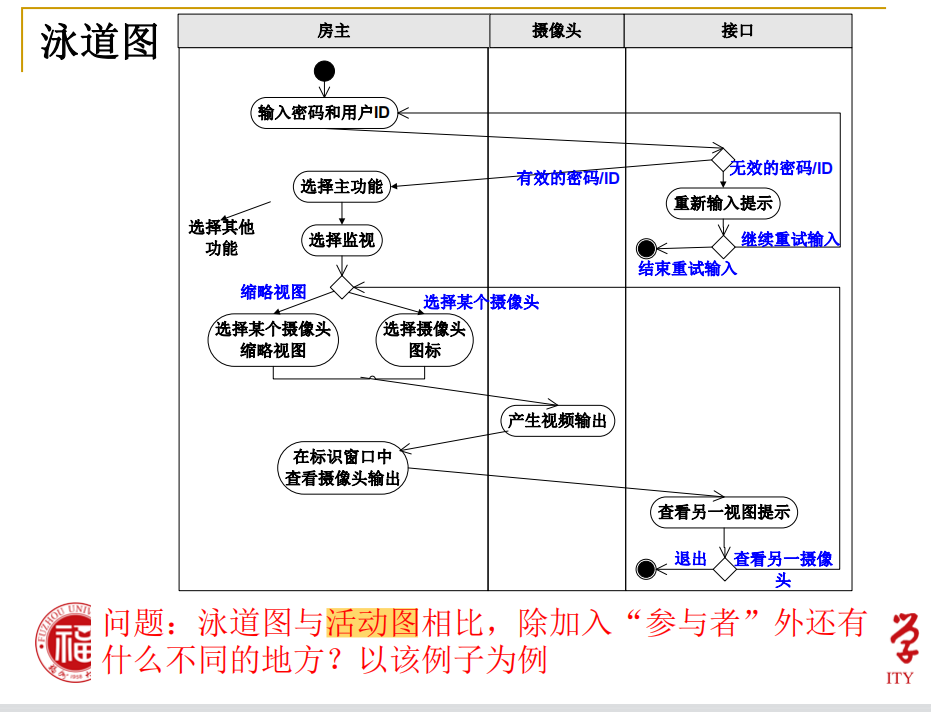 泳道图
房主
摄像头
接口
输入密码和用户ID
无效的密码/ID
有效的密码/ID
选择主功能
重新输入提示
选择其他
功能
选择监视
继续重试输入
结束重试输入
缩略视图
选择某个摄像头
选择某个摄像头
缩略视图
选择摄像头
图标
产生视频输出
在标识窗口中
查看摄像头输出
查看另一视图提示
退出
查看另一摄像
头
问题：泳道图与活动图相比，除加入“参与者”外还有
什么不同的地方？以该例子为例
ITY